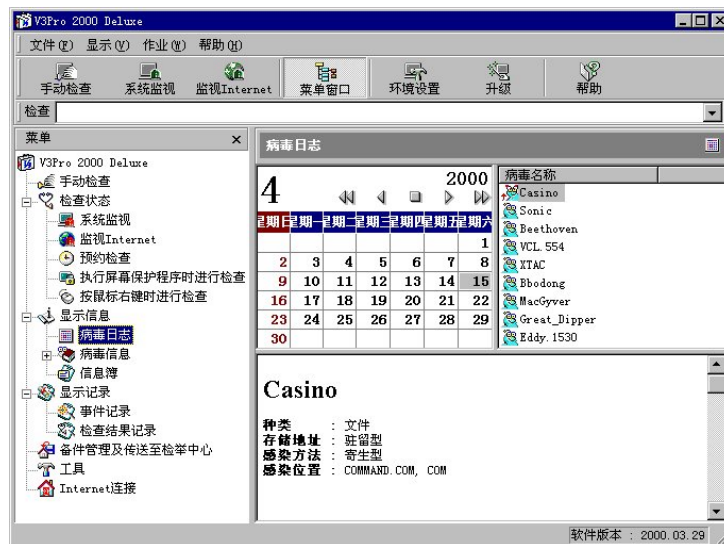 V3Pro 2000 Deluxe
文件(F) 显示(V) 作业(W) 帮助(H)
手动检查 系统监视 监视Internet 菜单窗口 环境设置 升级 帮助
检查
菜单
V3Pro 2000 Deluxe
手动检查
检查状态
系统监视
监视Internet
预约检查
执行屏幕保护程序时进行检查
按鼠标右键时进行检查
显示信息
病毒日志
病毒信息
信息簿
显示记录
事件记录
检查结果记录
备件管理及传送至检举中心
工具
Internet连接
病毒日志
4 2000
星期日 星期一 星期二 星期三 星期四 星期五 星期六
1
2 3 4 5 6 7 8
9 10 11 12 13 14 15
16 17 18 19 20 21 22
23 24 25 26 27 28 29
30
病毒名称
Casino
Sonic
Beethoven
VCL.554
XTAC
Bbodong
MacGyver
Great_Dipper
Eddy.1530
Casino
种类 : 文件
存储地址 : 驻留型
感染方法 : 寄生型
感染位置 : COMMAND.COM, COM
软件版本 : 2000.03.29